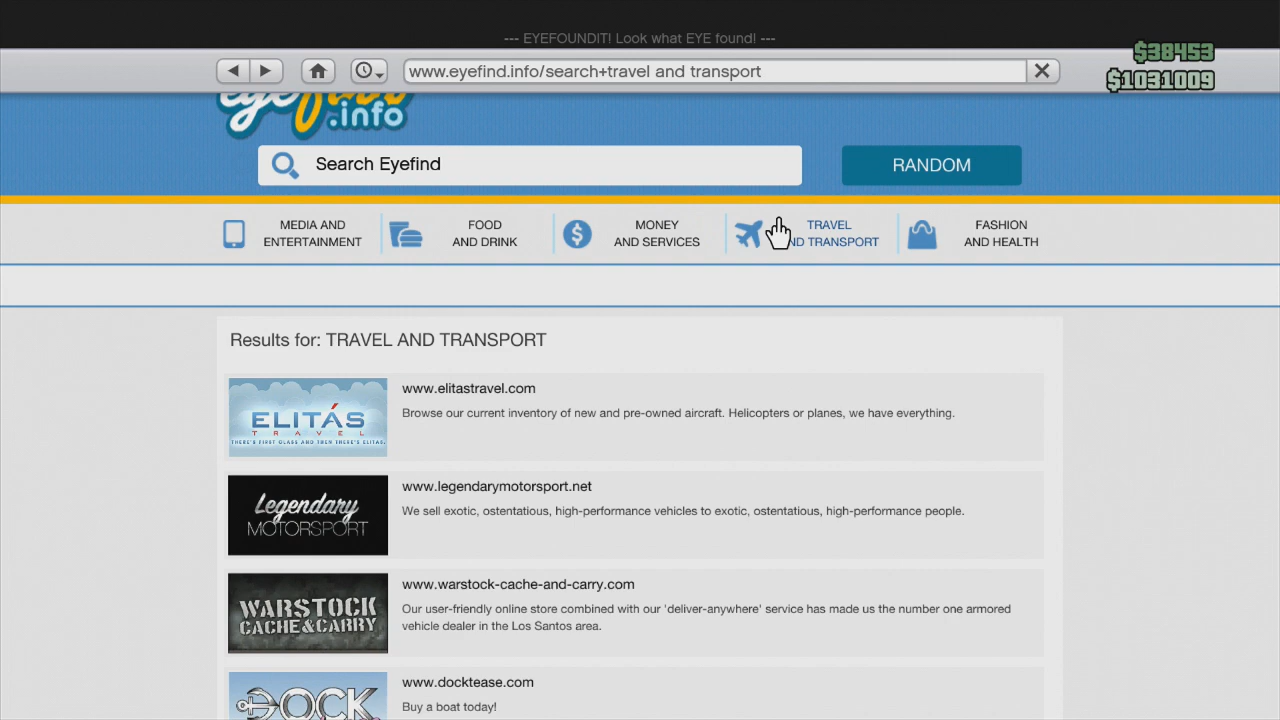 --- EYEFOUNDIT! Look what EYE found! ---
$38453
www.eyefind.info/search+travel and transport
$1031009
eyefind
.info
Search Eyefind
RANDOM
MEDIA AND
ENTERTAINMENT
FOOD
AND DRINK
MONEY
AND SERVICES
TRAVEL
ND TRANSPORT
FASHION
AND HEALTH
Results for: TRAVEL AND TRANSPORT
ELITÁS
TRAVEL
THERE'S FIRST CLASS AND THEN THERE'S ELITAS.
www.elitastravel.com
Browse our current inventory of new and pre-owned aircraft. Helicopters or planes, we have everything.
Legendary
MOTORSPORT
www.legendarymotorsport.net
We sell exotic, ostentatious, high-performance vehicles to exotic, ostentatious, high-performance people.
WARSTOCK
CACHE&CARRY
www.warstock-cache-and-carry.com
Our user-friendly online store combined with our 'deliver-anywhere' service has made us the number one armored
vehicle dealer in the Los Santos area.
DOCK
www.docktease.com
Buy a boat today!